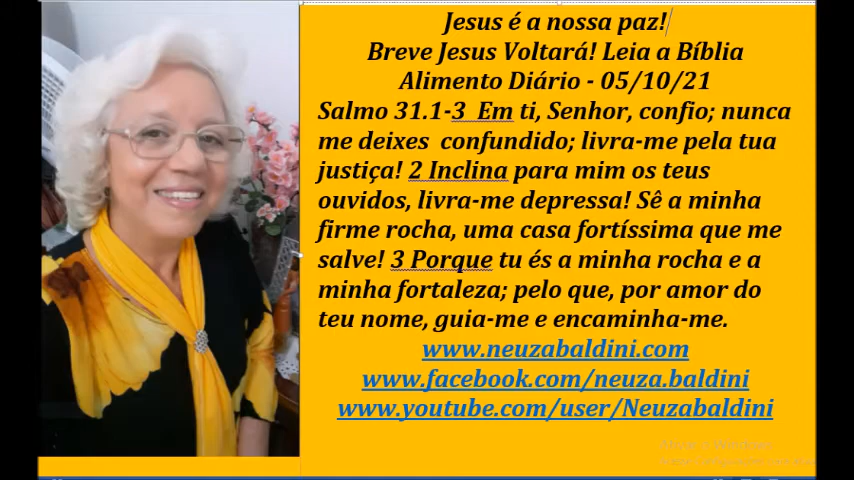 Jesus é a nossa paz!
Breve Jesus Voltará! Leia a Bíblia
Alimento Diário - 05/10/21
Salmo 31.1-3 Em ti, Senhor, confio; nunca
me deixes confundido; livra-me pela tua
justiça! 2 Inclina para mim os teus
ouvidos, livra-me depressa! Sê a minha
firme rocha, uma casa fortíssima que me
salve! 3 Porque tu és a minha rocha e a
minha fortaleza; pelo que, por amor do
teu nome, guia-me e encaminha-me.
www.neuzabaldini.com
www.facebook.com/neuza.baldini
www.youtube.com/user/Neuzabaldini